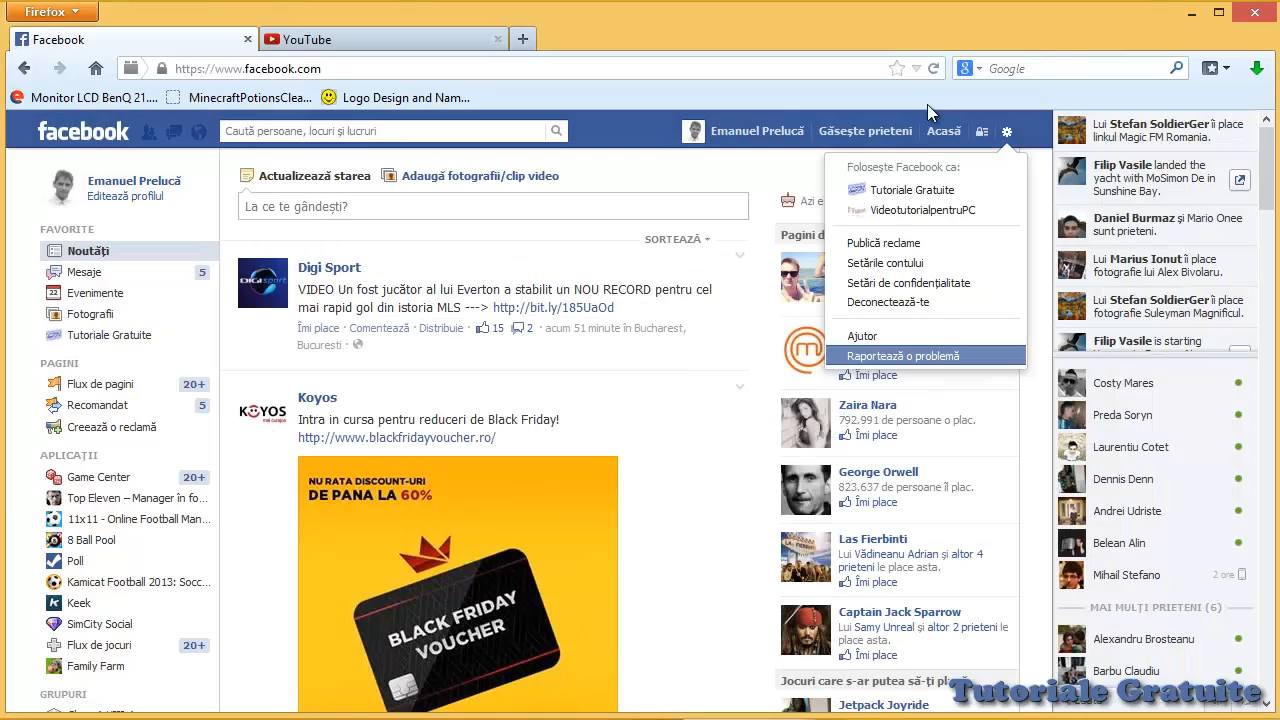 Firefox
Facebook
YouTube
https://www.facebook.com
Google
Monitor LCD BenQ 21....
MinecraftPotionsClea...
Logo Design and Nam...
facebook
Caută persoane, locuri și lucruri
Emanuel Prelucă
Găsește prieteni
Acasă
Emanuel Prelucă
Editează profilul
FAVORITE
Noutăți
Mesaje 5
Evenimente
Fotografii
Tutoriale Gratuite
PAGINI
Flux de pagini 20+
Recomandat 5
Creează o reclamă
APLICAȚII
Game Center 20+
Top Eleven – Manager în fo...
11x11 - Online Football Man...
8 Ball Pool
Poll
Kamicat Football 2013: Socc...
Keek
SimCity Social
Flux de jocuri 20+
Family Farm
GRUPURI
Actualizează starea
Adaugă fotografii/clip video
La ce te gândești?
SORTEAZĂ
Digi Sport
DIGI sport
VIDEO Un fost jucător al lui Everton a stabilit un NOU RECORD pentru cel
mai rapid gol din istoria MLS ---> http://bit.ly/185UaOd
Îmi place · Comentează · Distribuie · 15 2 · acum 51 minute în Bucharest,
Bucuresti ·
Koyos
KOYOS
Intra in cursa pentru reduceri de Black Friday!
http://www.blackfridayvoucher.ro/
NU RATA DISCOUNT-URI
DE PANA LA 60%
BLACK FRIDAY
VOUCHER
Azi e
Pagini d
Folosește Facebook ca:
Tutoriale Gratuite
VideotutorialpentruPC
Publică reclame
Setările contului
Setări de confidențialitate
Deconectează-te
Ajutor
Raportează o problemă
Îmi place
Zaira Nara
792.991 de persoane o plac.
Îmi place
George Orwell
823.637 de persoane îl plac.
Îmi place
Las Fierbinti
Lui Vădineanu Adrian și altor 4
prieteni le place asta.
Îmi place
Captain Jack Sparrow
Lui Samy Unreal și altor 2 prieteni le
place asta.
Îmi place
Jocuri care s-ar putea să-ți pla
Jetpack Joyride
Lui Stefan SoldierGer îi place
linkul Magic FM Romania.
Filip Vasile landed the
yacht with MoSimon De in
Sunshine Bay.
Daniel Burmaz și Mario Onee
sunt prieteni.
Lui Marius Ionut îi place o
fotografie a lui Alex Bivolaru.
Lui Stefan SoldierGer îi place o
fotografie Suleyman Magnificul.
Filip Vasile is starting
Costy Mares
Preda Soryn
Laurentiu Cotet
Dennis Denn
Andrei Udriste
Belean Alin
Mihail Stefano 2 ore
MAI MULȚI PRIETENI (6)
Alexandru Brosteanu
Barbu Claudiu
Tutorial Gratuite